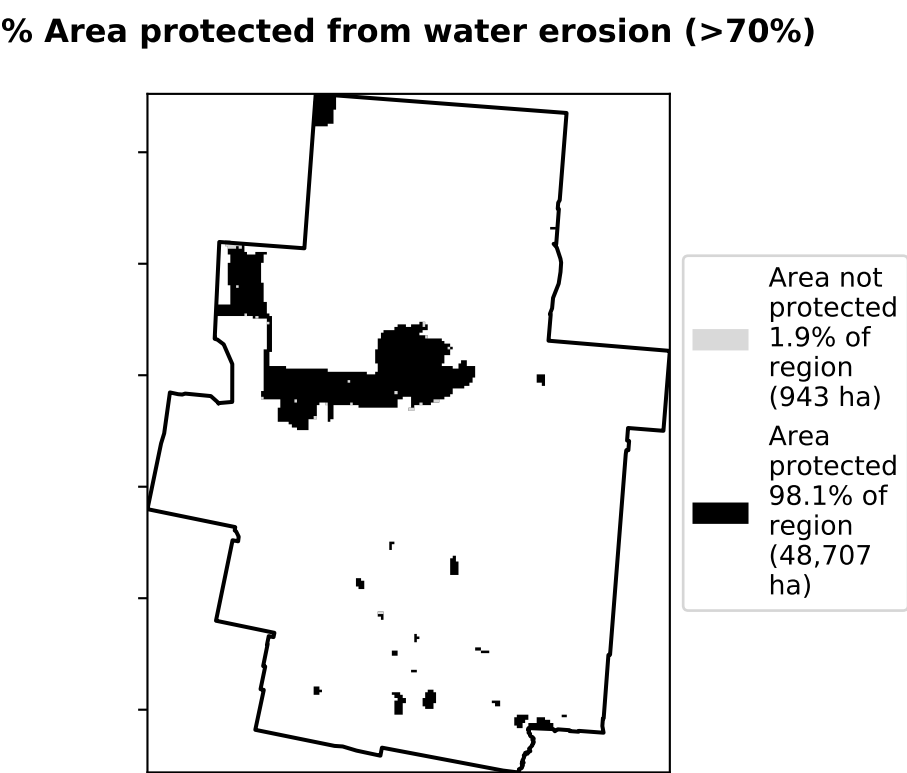 % Area protected from water erosion (>70%)
Area not
protected
1.9% of
region
(943 ha)
Area
protected
98.1% of
region
(48,707
ha)